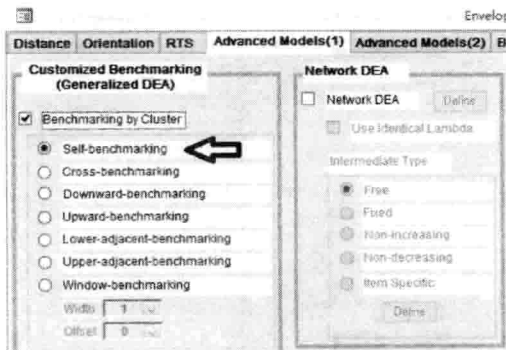 Envelop
Distance Orientation RTS Advanced Models(1) Advanced Models(2) B
Customized Benchmarking
(Generalized DEA)
Benchmarking by Cluster
Self-benchmarking
Cross-benchmarking
Downward-benchmarking
Upward-benchmarking
Lower-adjacent-benchmarking
Upper-adjacent-benchmarking
Window-benchmarking
Width 1
Offset 0
Network DEA
Network DEA Define
Use Identical Lambda
Intermediate Type
Free
Fixed
Non-increasing
Non-decreasing
Item Specific
Define